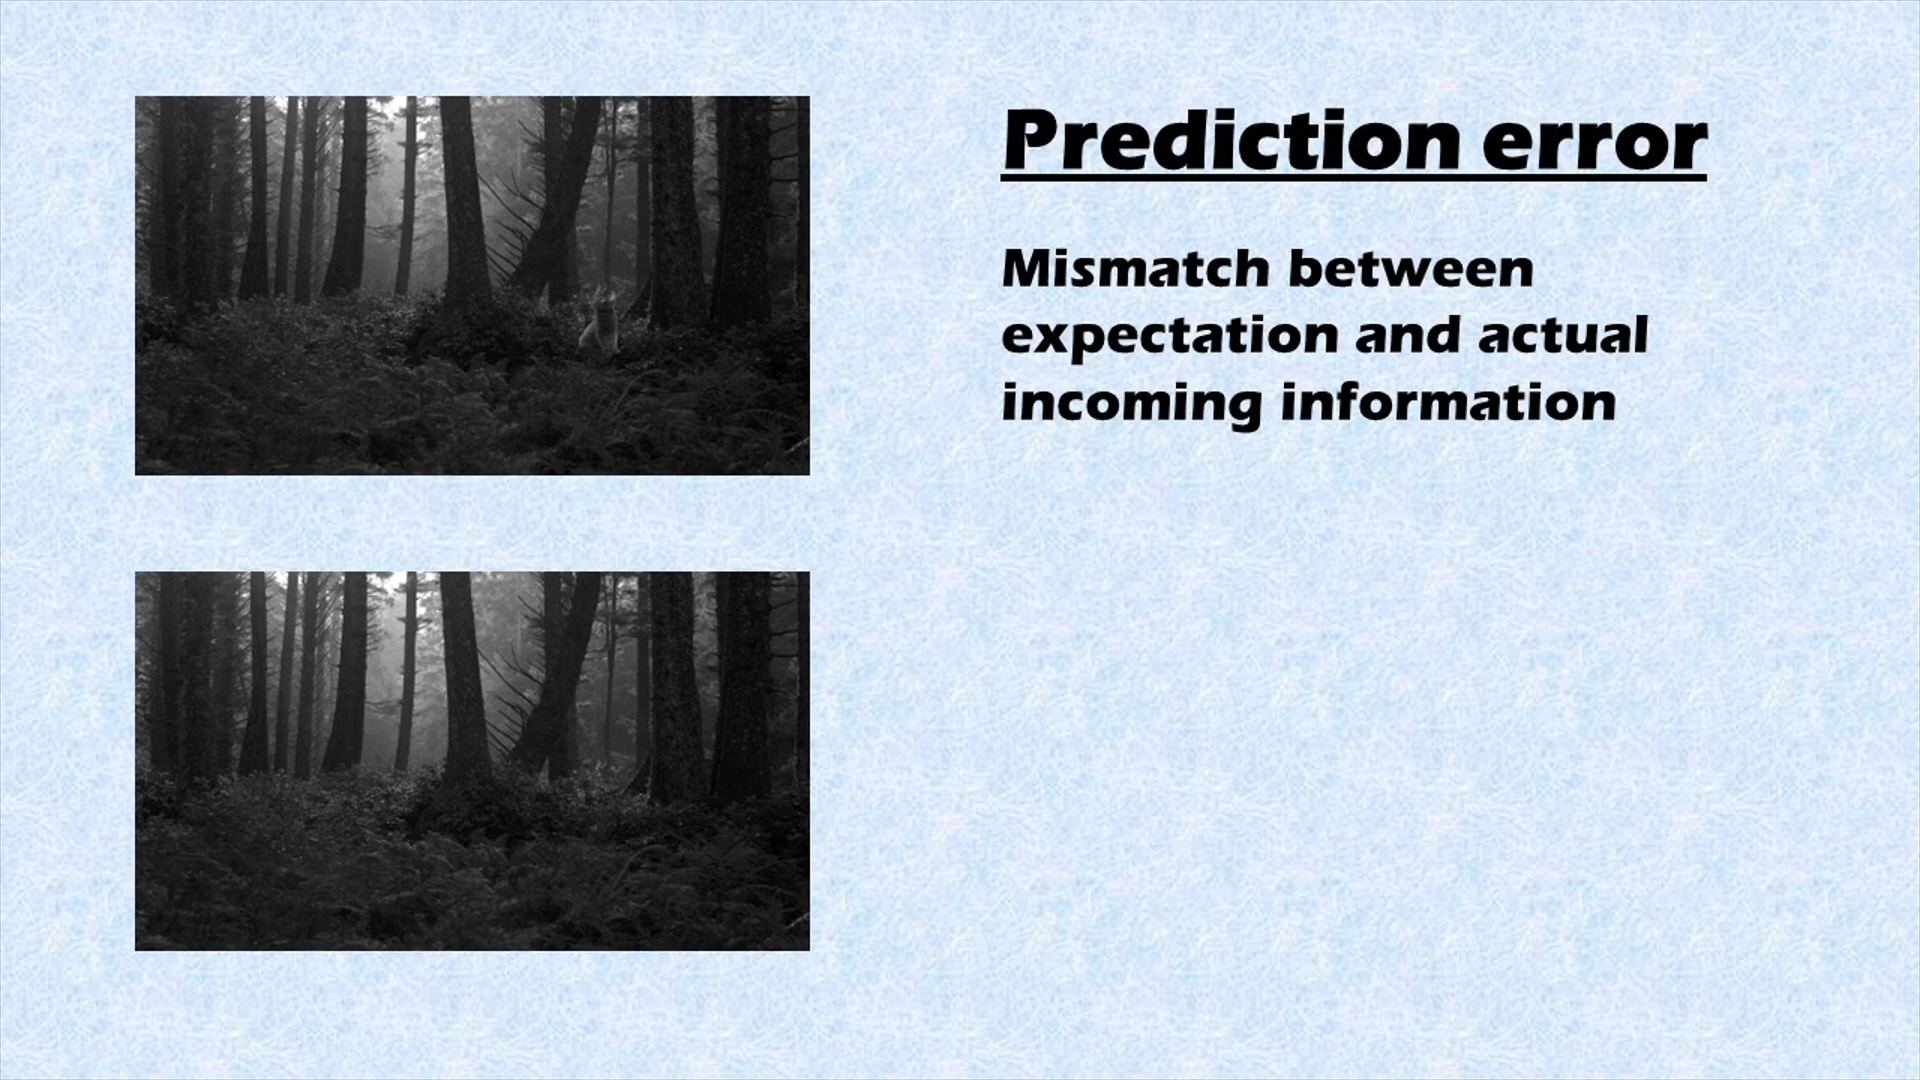 Prediction error
Mismatch between
expectation and actual
incoming information